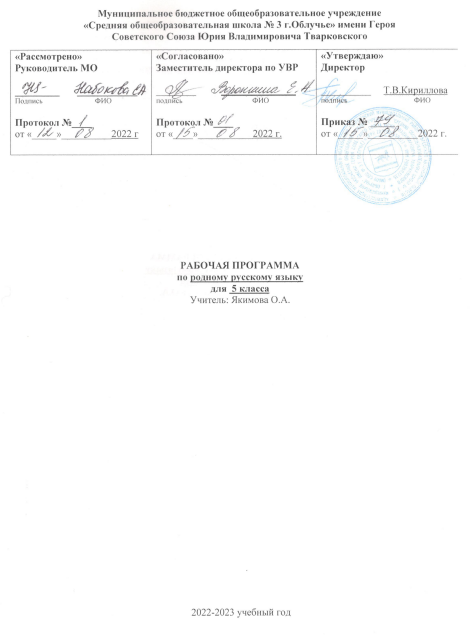 Муниципальное бюджетное общеобразовательное учреждение
«Средняя общеобразовательная школа № 3 г.Облучье» имени Героя
Советского Союза Юрия Владимировича Тварковского
«Рассмотрено»
Руководитель МО
Набокова ЕА
Подпись ФИО
Протокол № 1
от « 12 » 08 2022 г
«Согласовано»
Заместитель директора по УВР
Воронина Е.Н
подпись ФИО
Протокол № 01
от « 15 » 08 2022 г.
«Утверждаю»
Директор
Т.В.Кириллова
подпись ФИО
Приказ № 79
от « 15 » 08 2022 г.
РАБОЧАЯ ПРОГРАММА
по родному русскому языку
для 5 класса
Учитель: Якимова О.А.
2022-2023 учебный год